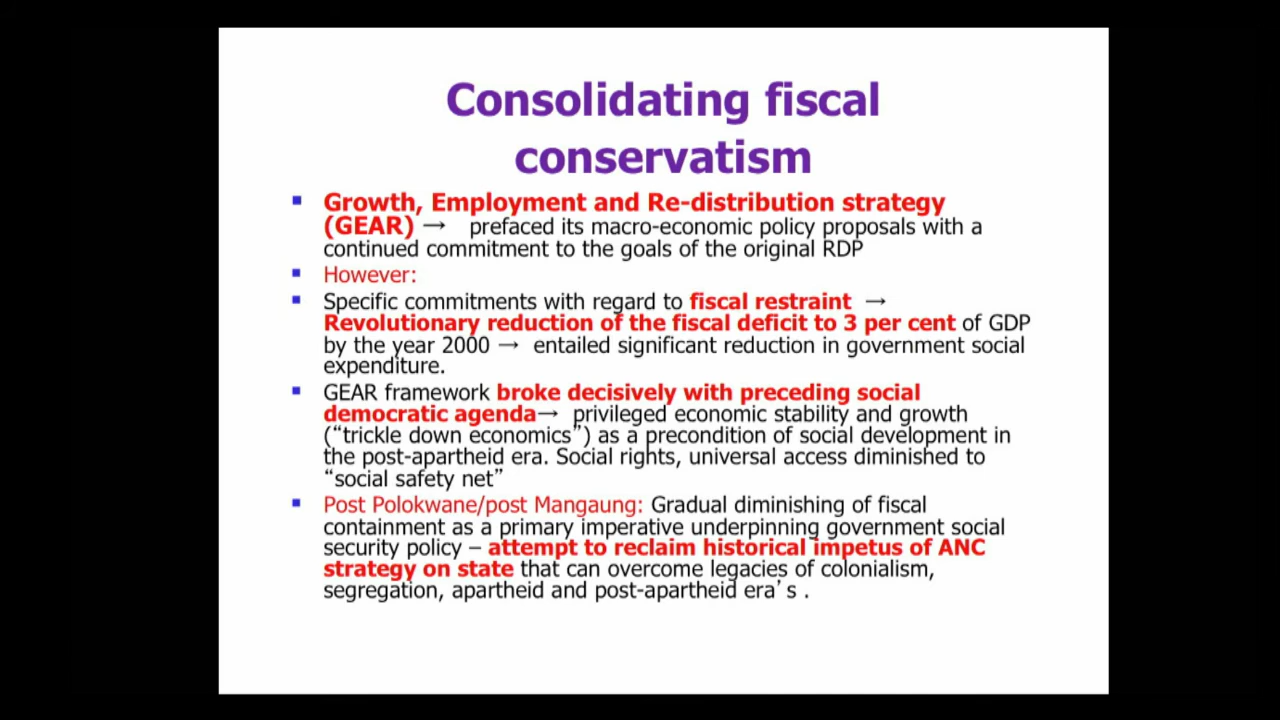 Consolidating fiscal
conservatism
Growth, Employment and Re-distribution strategy
(GEAR) → prefaced its macro-economic policy proposals with a
continued commitment to the goals of the original RDP
However:
Specific commitments with regard to fiscal restraint →
Revolutionary reduction of the fiscal deficit to 3 per cent of GDP
by the year 2000 → entailed significant reduction in government social
expenditure.
GEAR framework broke decisively with preceding social
democratic agenda→ privileged economic stability and growth
(“trickle down economics”) as a precondition of social development in
the post-apartheid era. Social rights, universal access diminished to
“social safety net”
Post Polokwane/post Mangaung: Gradual diminishing of fiscal
containment as a primary imperative underpinning government social
security policy – attempt to reclaim historical impetus of ANC
strategy on state that can overcome legacies of colonialism,
segregation, apartheid and post-apartheid era’s .